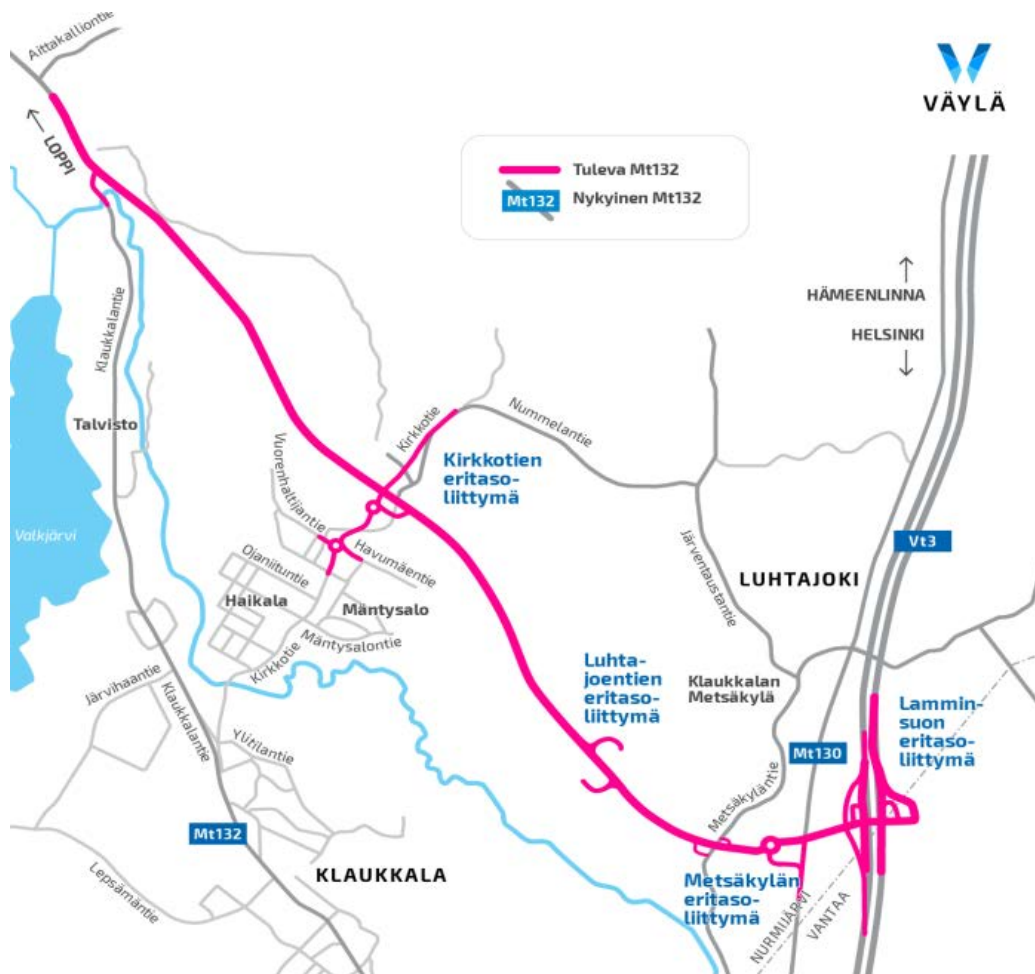 Aittakalliontie
VÄYLÄ
LOPPI
Tuleva Mt132
Mt132
Nykyinen Mt132
HÄMEENLINNA
HELSINKI
Klaukkalantie
Talvisto
Kirkkotie
Nummelantie
Vuorenhaltijantie
Kirkkotien
eritaso-
liittymä
Valkjärvi
Vt3
Havumäentie
Ojaniituntie
Järventaustantie
LUHTAJOKI
Haikala
Mäntysalo
Mäntysalontie
Kirkkotie
Luhta-
joentien
eritaso-
liittymä
Klaukkalan
Metsäkylä
Järvihaantie
Klaukkalantie
Lammin-
suon
eritaso-
liittymä
Ylitilantie
Mt130
Metsäkyläntie
Mt132
KLAUKKALA
Lepsämäntie
Metsäkylän
eritaso-
liittymä
NURMIJÄRVI
VANTAA